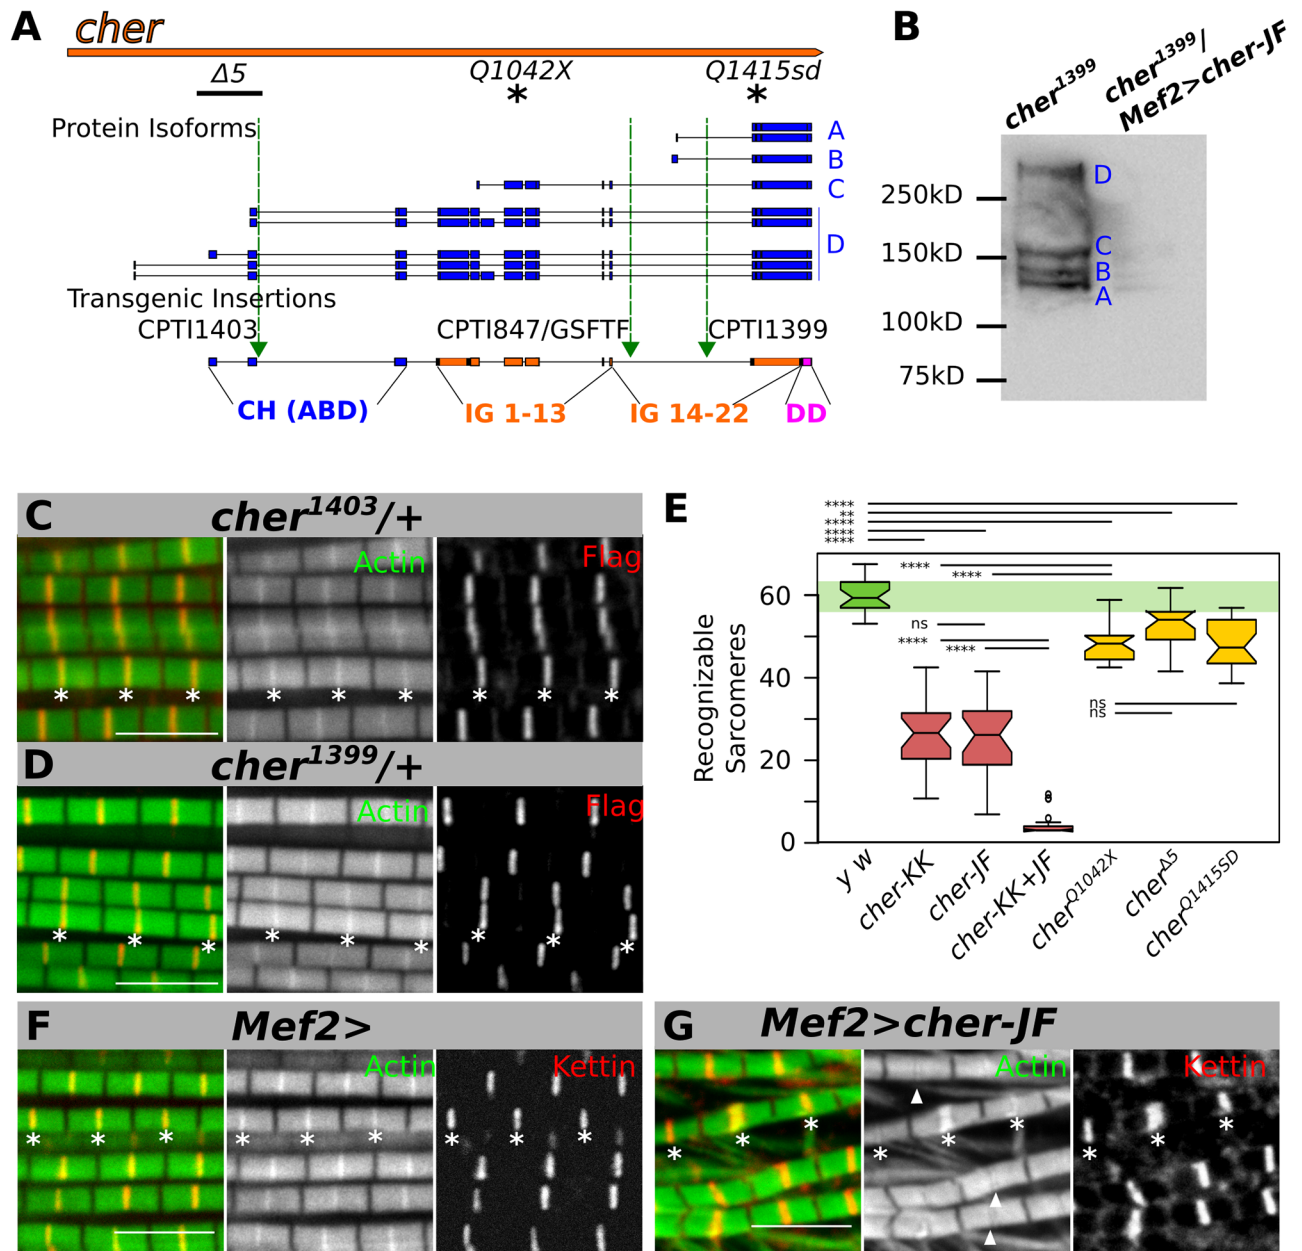 A
cher
Δ5
Q1042X
Q1415sd
*
*
Protein Isoforms
A
B
C
D
Transgenic Insertions
CPTI1403
CPTI847/GSFTF
CPTI1399
CH (ABD)
IG 1-13
IG 14-22
DD
B
cher1399
cher1399/
Mef2>cher-JF
250kD
150kD
100kD
75kD
D
C
B
A
C
cher1403/+
Actin
Flag
* * *
* * *
* * *
D
cher1399/+
Actin
Flag
* * *
* * *
* * *
E
****
**
****
****
****
****
****
ns
****
****
ns
ns
Recognizable
Sarcomeres
60
40
20
0
y w
cher-KK
cher-JF
cher-KK+JF
cherQ1042X
cherΔ5
cherQ1415SD
F
Mef2>
Actin
Kettin
* * *
* * *
* * *
G
Mef2>cher-JF
Actin
Kettin
* * *
* * *
* * *